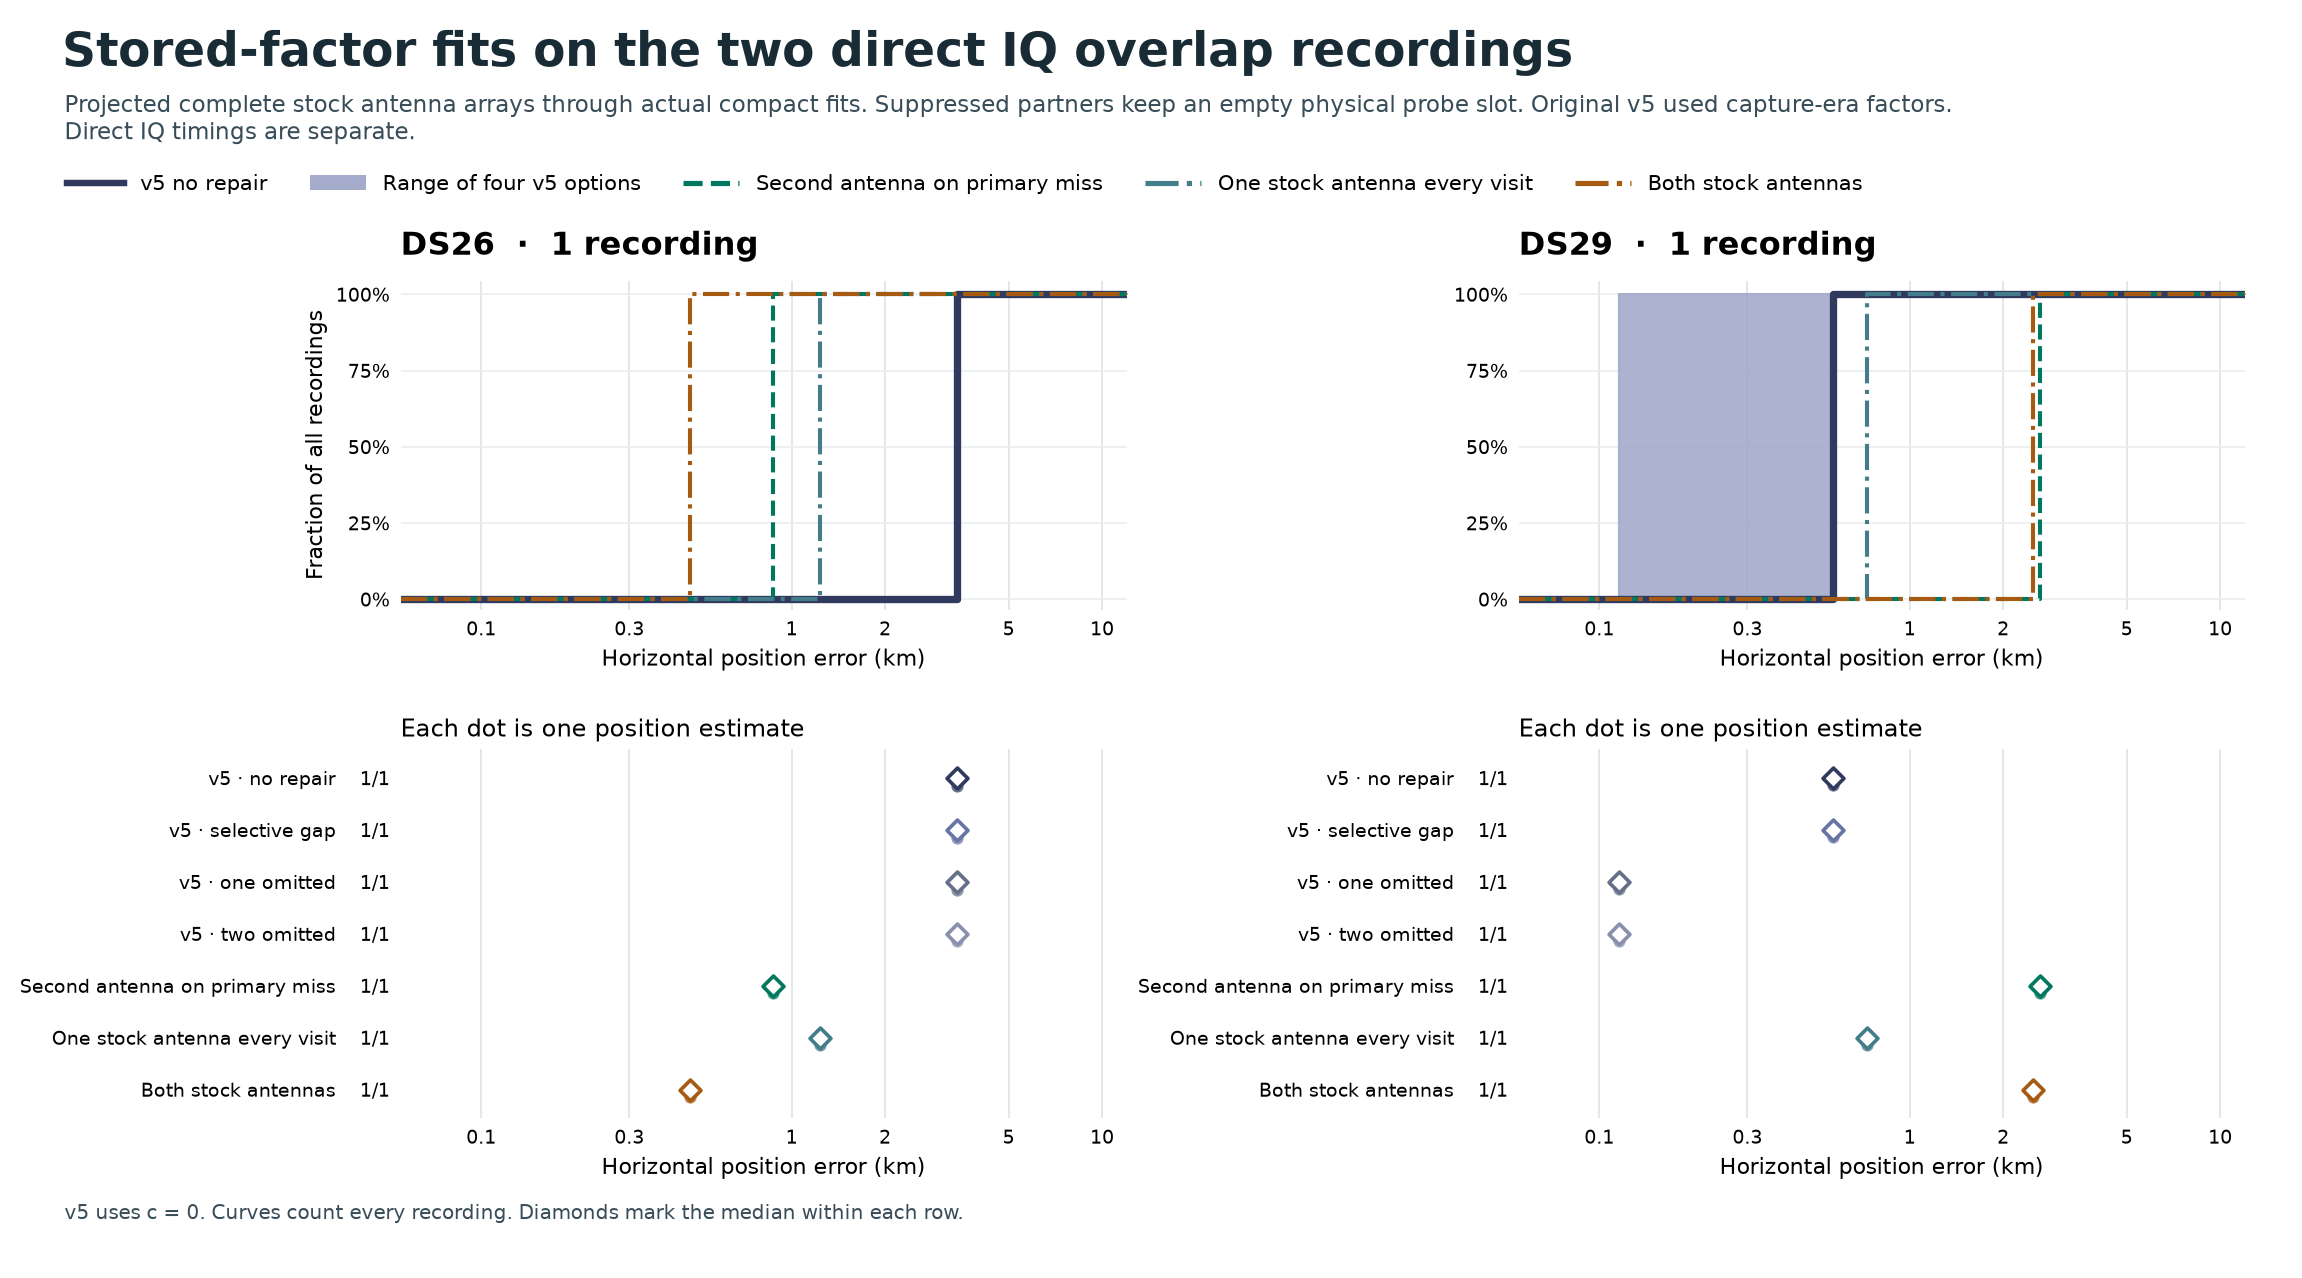 Stored-factor fits on the two direct IQ overlap recordings
Projected complete stock antenna arrays through actual compact fits. Suppressed partners keep an empty physical probe slot. Original v5 used capture-era factors.
Direct IQ timings are separate.
v5 no repair
Range of four v5 options
Second antenna on primary miss
One stock antenna every visit
Both stock antennas
DS26 · 1 recording
100%
75%
50%
25%
0%
Fraction of all recordings
0.1 0.3 1 2 5 10
Horizontal position error (km)
DS29 · 1 recording
100%
75%
50%
25%
0%
0.1 0.3 1 2 5 10
Horizontal position error (km)
Each dot is one position estimate
v5 · no repair 1/1
v5 · selective gap 1/1
v5 · one omitted 1/1
v5 · two omitted 1/1
Second antenna on primary miss 1/1
One stock antenna every visit 1/1
Both stock antennas 1/1
0.1 0.3 1 2 5 10
Horizontal position error (km)
Each dot is one position estimate
v5 · no repair 1/1
v5 · selective gap 1/1
v5 · one omitted 1/1
v5 · two omitted 1/1
Second antenna on primary miss 1/1
One stock antenna every visit 1/1
Both stock antennas 1/1
0.1 0.3 1 2 5 10
Horizontal position error (km)
v5 uses c = 0. Curves count every recording. Diamonds mark the median within each row.